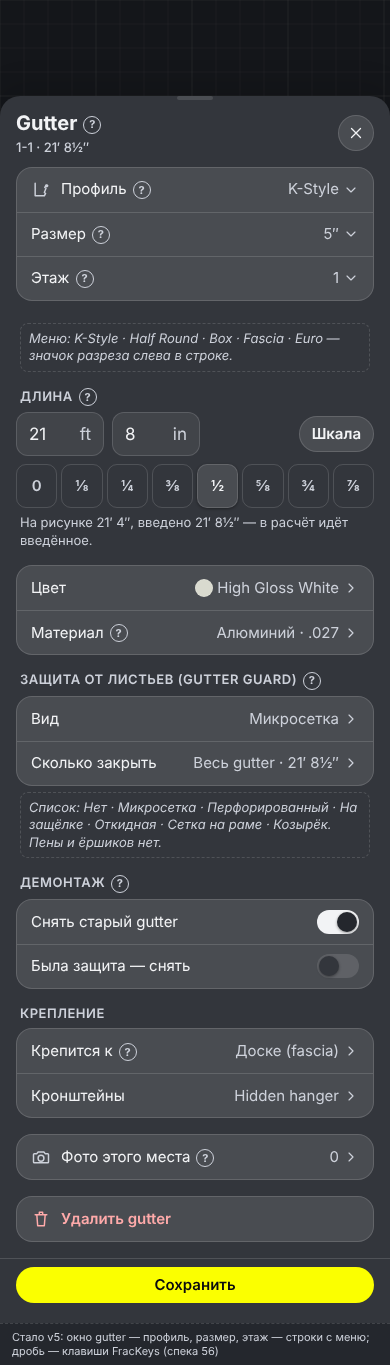 Gutter ?
1-1 · 21′ 8½″
Профиль ? K-Style
Размер ? 5″
Этаж ? 1
Меню: K-Style · Half Round · Box · Fascia · Euro —
значок разреза слева в строке.
ДЛИНА ?
21 ft 8 in Шкала
0 ⅛ ¼ ⅜ ½ ⅝ ¾ ⅞
На рисунке 21′ 4″, введено 21′ 8½″ — в расчёт идёт
введённое.
Цвет High Gloss White
Материал ? Алюминий · .027
ЗАЩИТА ОТ ЛИСТЬЕВ (GUTTER GUARD) ?
Вид Микросетка
Сколько закрыть Весь gutter · 21′ 8½″
Список: Нет · Микросетка · Перфорированный · На
защёлке · Откидная · Сетка на раме · Козырёк.
Пены и ёршиков нет.
ДЕМОНТАЖ ?
Снять старый gutter
Была защита — снять
КРЕПЛЕНИЕ
Крепится к ? Доске (fascia)
Кронштейны Hidden hanger
Фото этого места ? 0
Удалить gutter
Сохранить
Стало v5: окно gutter — профиль, размер, этаж — строки с меню;
дробь — клавиши FracKeys (спека 56)